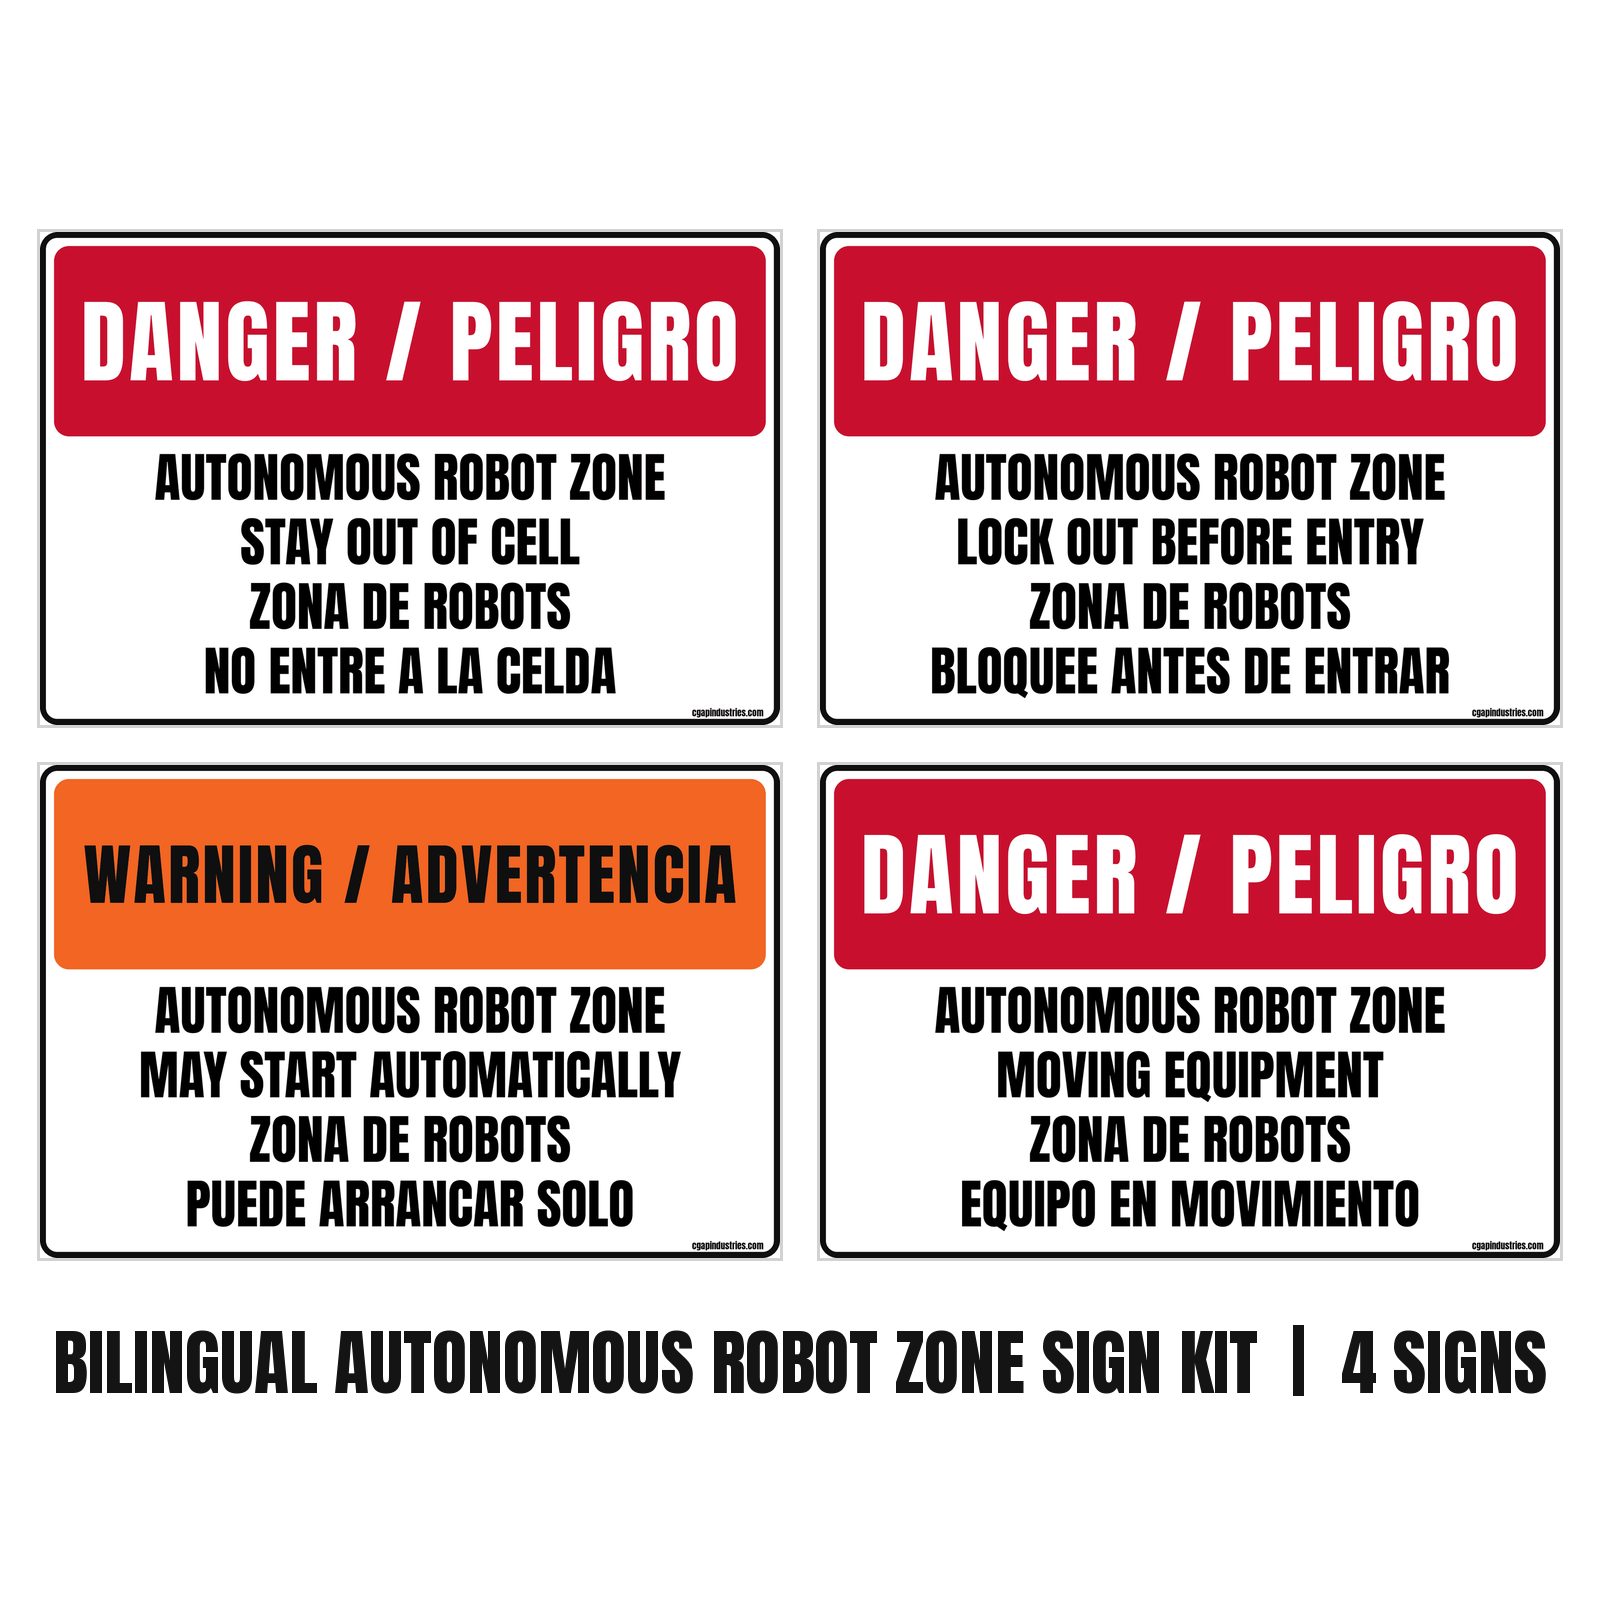 DANGER / PELIGRO
AUTONOMOUS ROBOT ZONE
STAY OUT OF CELL
ZONA DE ROBOTS
NO ENTRE A LA CELDA
cgapindustries.com
DANGER / PELIGRO
AUTONOMOUS ROBOT ZONE
LOCK OUT BEFORE ENTRY
ZONA DE ROBOTS
BLOQUEE ANTES DE ENTRAR
cgapindustries.com
WARNING / ADVERTENCIA
AUTONOMOUS ROBOT ZONE
MAY START AUTOMATICALLY
ZONA DE ROBOTS
PUEDE ARRANCAR SOLO
cgapindustries.com
DANGER / PELIGRO
AUTONOMOUS ROBOT ZONE
MOVING EQUIPMENT
ZONA DE ROBOTS
EQUIPO EN MOVIMIENTO
cgapindustries.com
BILINGUAL AUTONOMOUS ROBOT ZONE SIGN KIT | 4 SIGNS